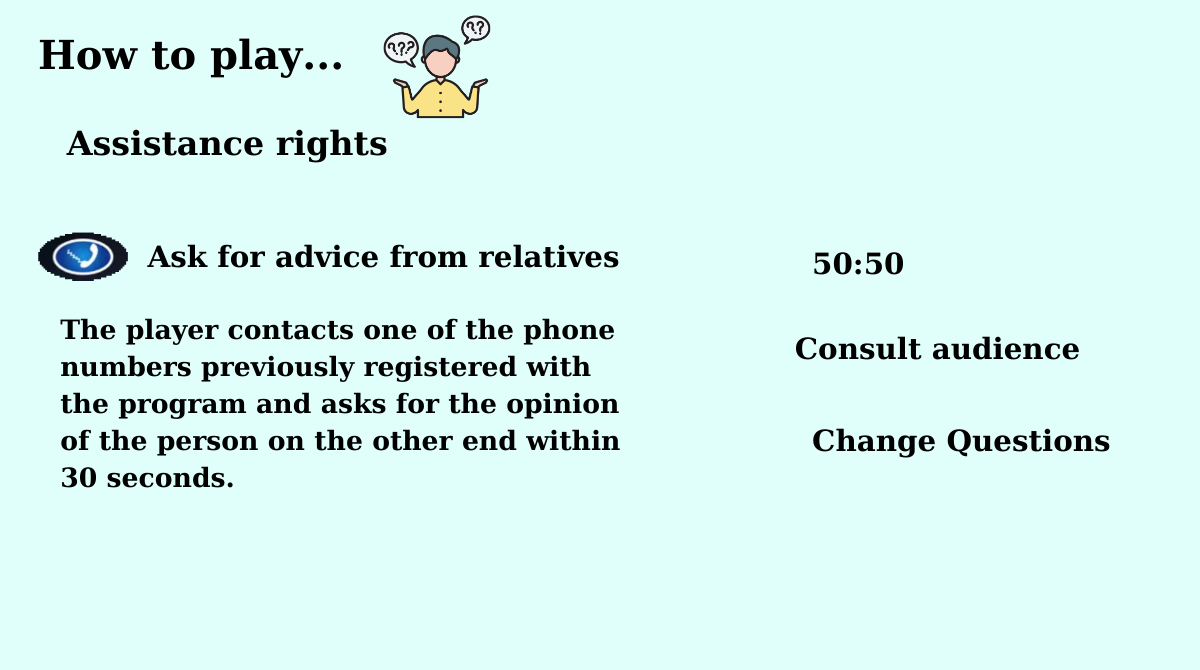 How to play...
??? ??
Assistance rights
Ask for advice from relatives
The player contacts one of the phone
numbers previously registered with
the program and asks for the opinion
of the person on the other end within
30 seconds.
50:50
Consult audience
Change Questions